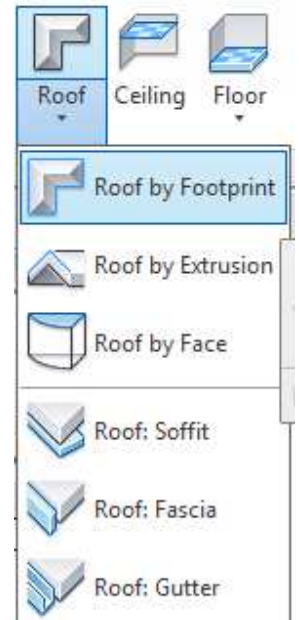 Roof Ceiling Floor
Roof by Footprint
Roof by Extrusion
Roof by Face
Roof: Soffit
Roof: Fascia
Roof: Gutter